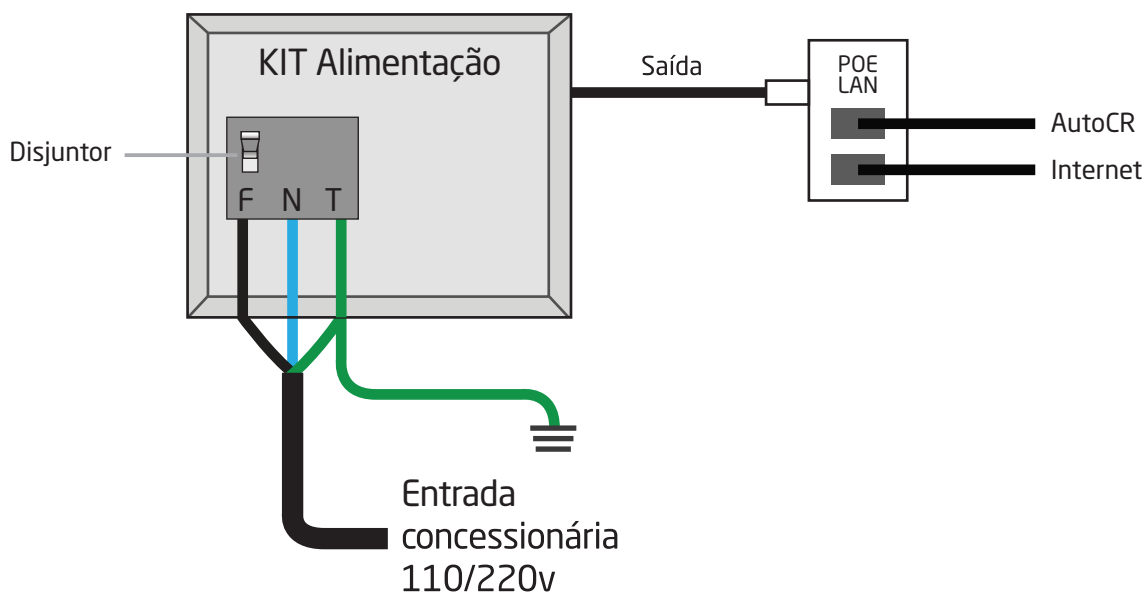 KIT Alimentação
Saída
POE
LAN
AutoCR
Internet
Disjuntor
F N T
Entrada
concessionária
110/220v